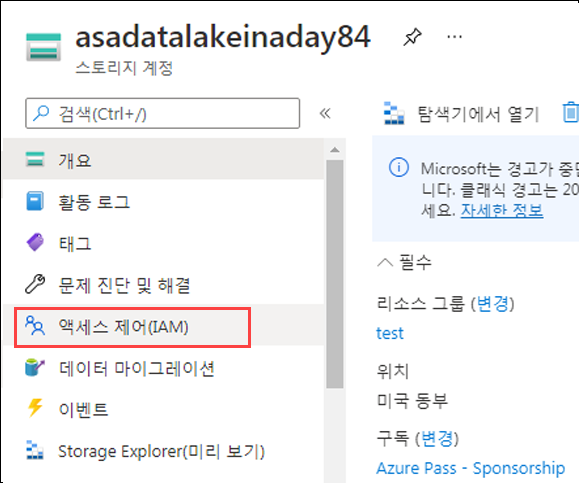 asadatalakeinaday84
...
스토리지 계정
검색(Ctrl+/)
«
개요
활동 로그
태그
문제 진단 및 해결
액세스 제어(IAM)
데이터 마이그레이션
이벤트
Storage Explorer(미리 보기)
탐색기에서 열기
Microsoft는 경고가 중단
니다. 클래식 경고는 20
세요. 자세한 정보
필수
리소스 그룹 (변경)
test
위치
미국 동부
구독 (변경)
Azure Pass - Sponsorship